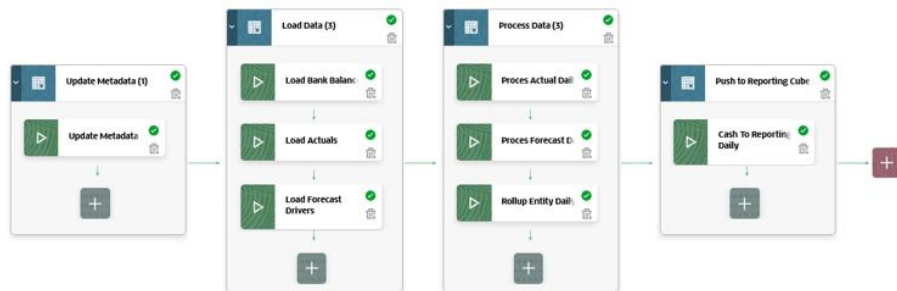 Update Metadata (1)
Update Metadata
Load Data (3)
Load Bank Balanc
Load Actuals
Load Forecast
Drivers
Process Data (3)
Proces Actual Dail
Proces Forecast D
Rollup Entity Daily
Push to Reporting Cube
Cash To Reporting
Daily